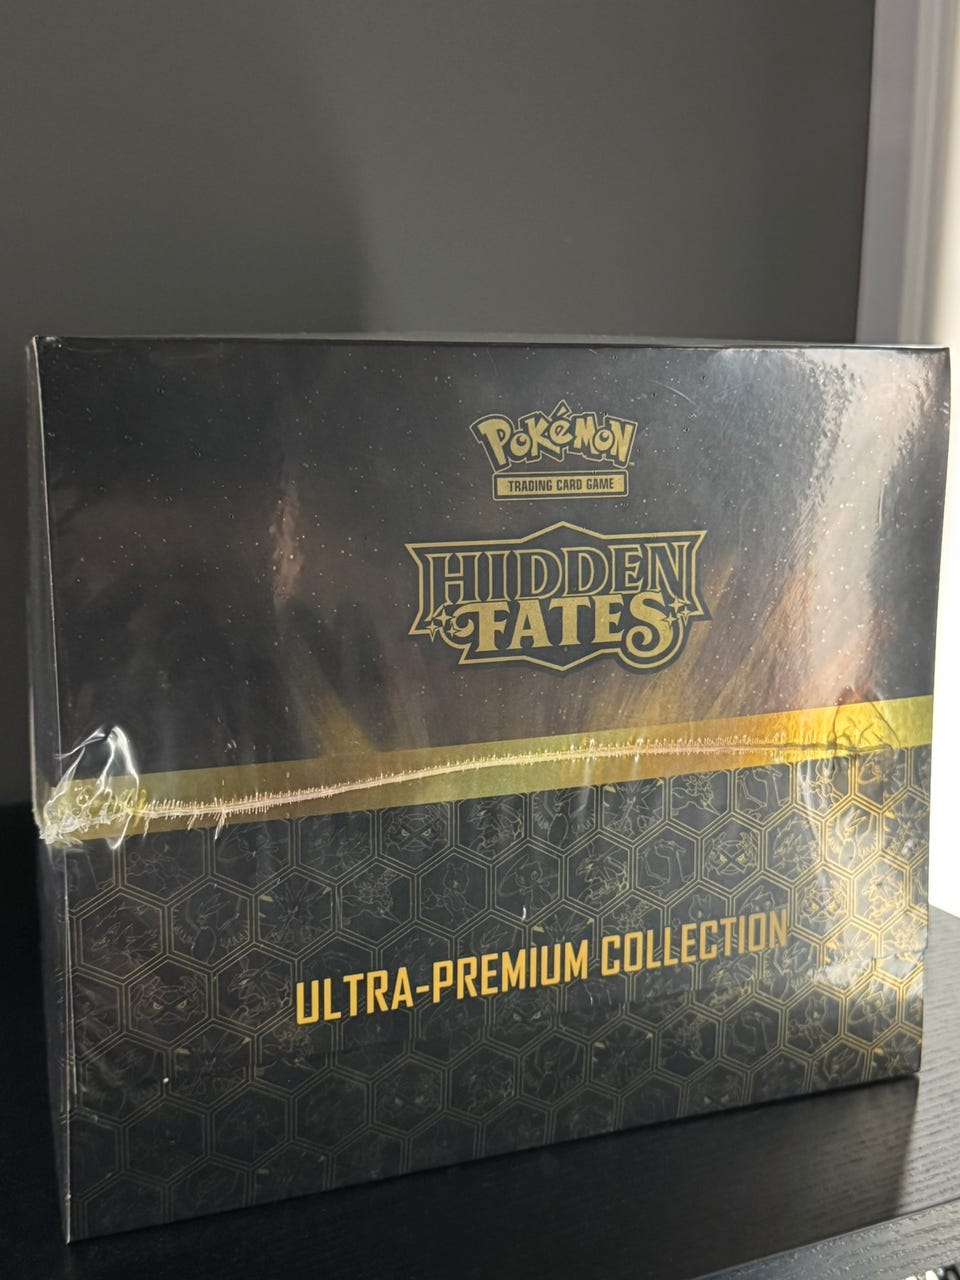 POKéMON
TRADING CARD GAME
HIDDEN
FATES
ULTRA-PREMIUM COLLECTION